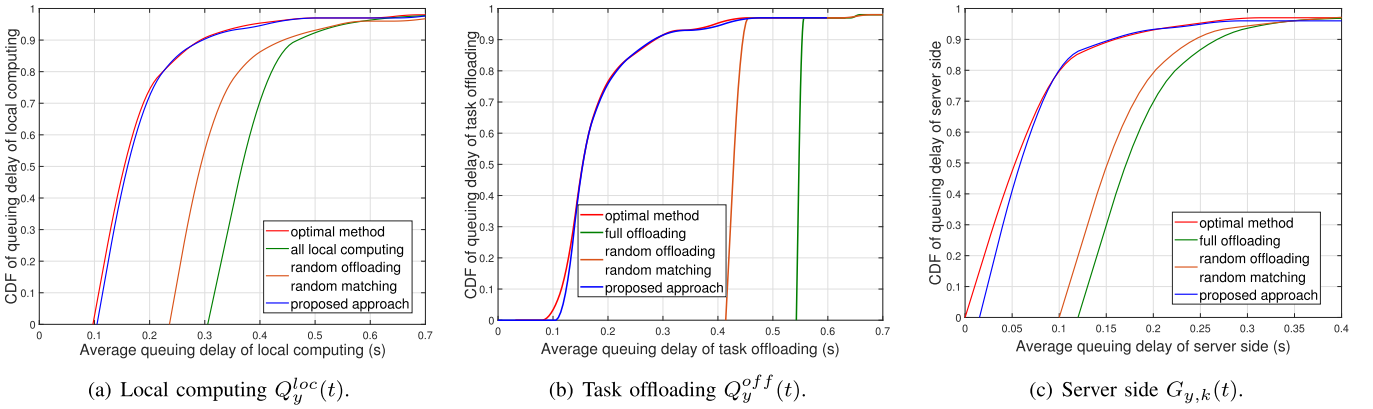 CDF of queuing delay of local computing
1
0.9
0.8
0.7
0.6
0.5
0.4
0.3
0.2
0.1
0
0 0.1 0.2 0.3 0.4 0.5 0.6 0.7
Average queuing delay of local computing (s)
optimal method
all local computing
random offloading
random matching
proposed approach
(a) Local computing $Q_y^{loc}(t)$.
CDF of queuing delay of task offloading
1
0.9
0.8
0.7
0.6
0.5
0.4
0.3
0.2
0.1
0
0 0.1 0.2 0.3 0.4 0.5 0.6 0.7
Average queuing delay of task offloading (s)
optimal method
full offloading
random offloading
random matching
proposed approach
(b) Task offloading $Q_y^{off}(t)$.
CDF of queuing delay of server side
1
0.9
0.8
0.7
0.6
0.5
0.4
0.3
0.2
0.1
0
0 0.05 0.1 0.15 0.2 0.25 0.3 0.35 0.4
Average queuing delay of server side (s)
optimal method
full offloading
random offloading
random matching
proposed approach
(c) Server side $G_{y,k}(t)$.